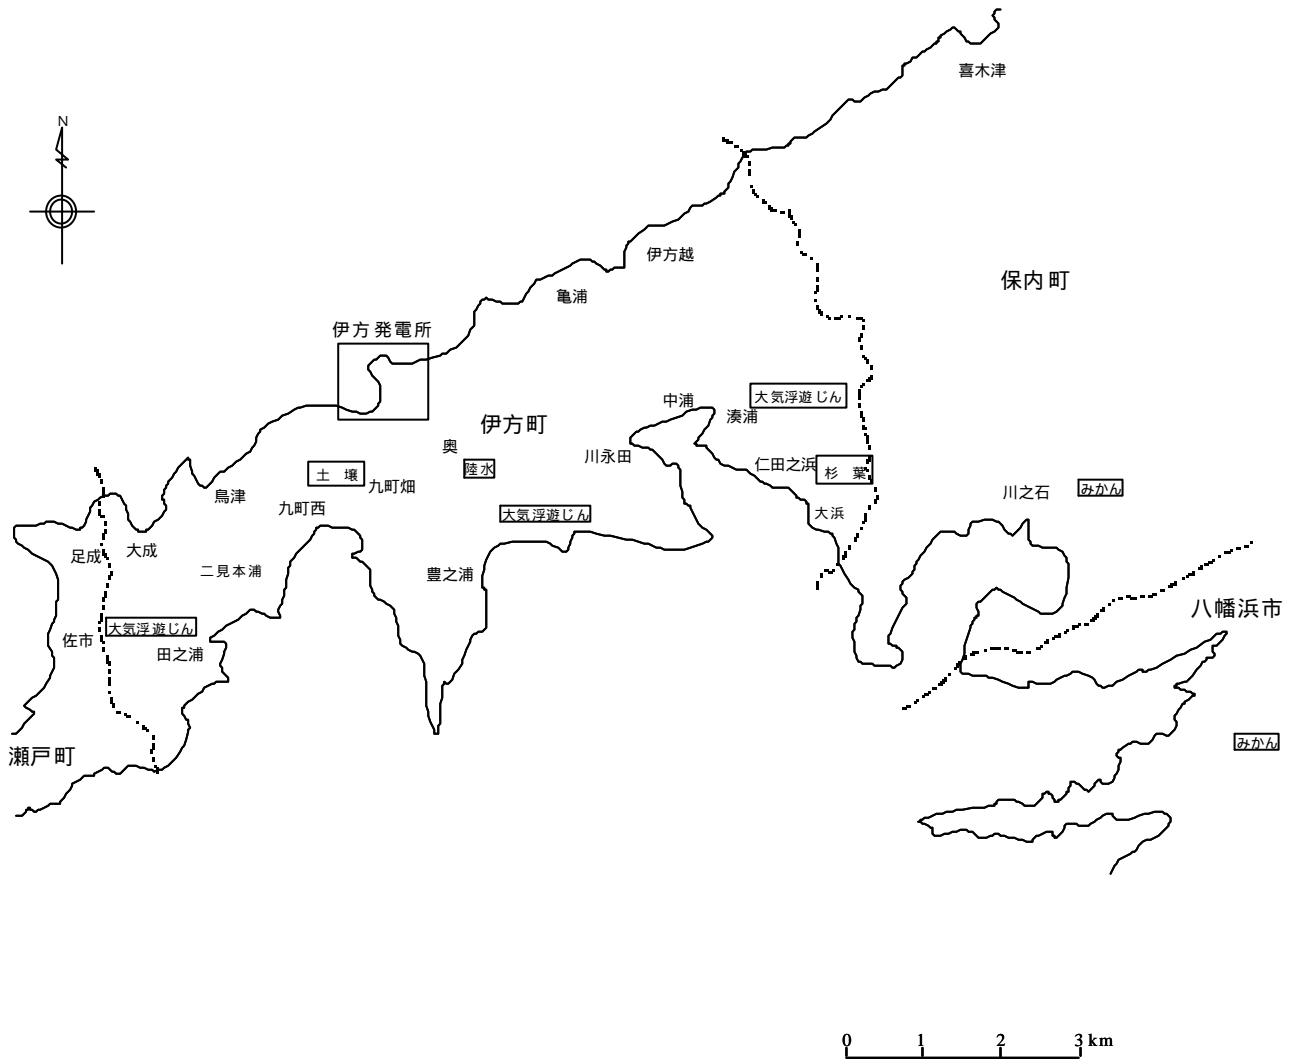 喜木津
N
伊方越
保内町
亀浦
伊方発電所
中浦
大気浮遊じん
湊浦
伊方町
奥
川永田
仁田之浜
杉 葉
陸水
土 壌
九町畑
川之石
みかん
鳥津
九町西
大気浮遊じん
大浜
足成
大成
二見本浦
豊之浦
八幡浜市
大気浮遊じん
佐市
田之浦
みかん
瀬戸町
0 1 2 3 km